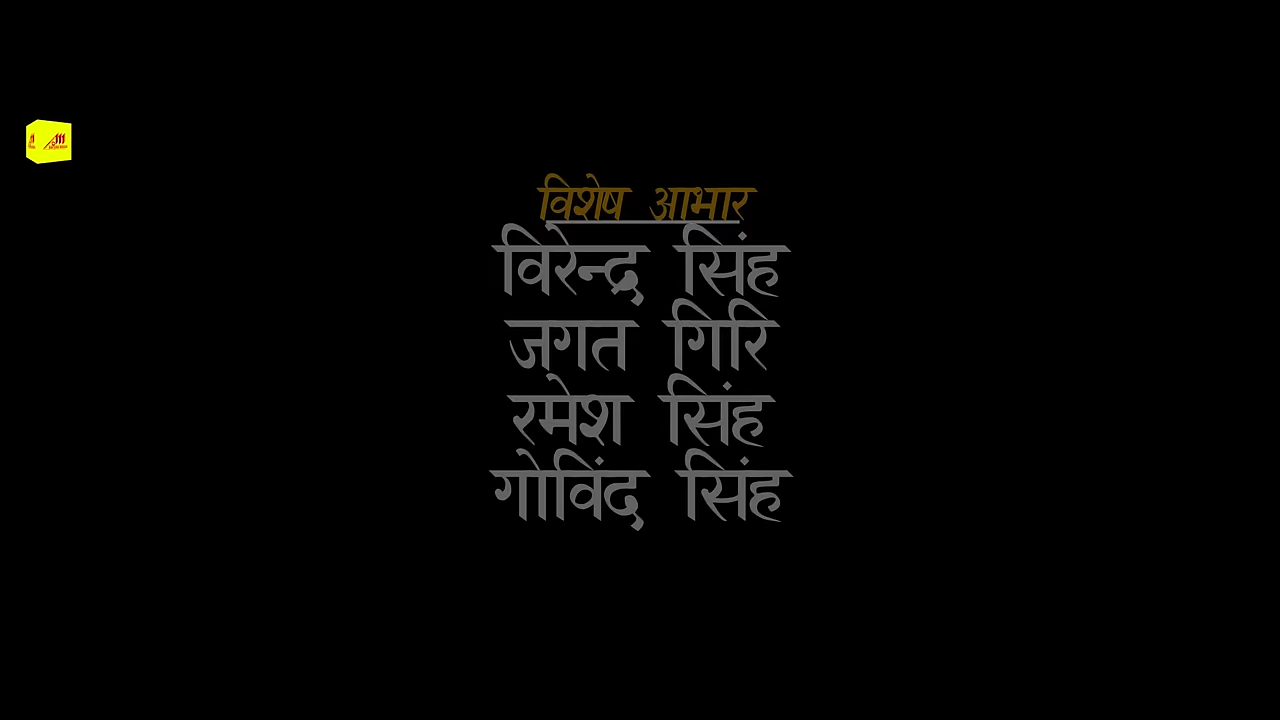 विशेष आभार
विरेन्द्र सिंह
जगत गिरि
रमेश सिंह
गोविंद सिंह